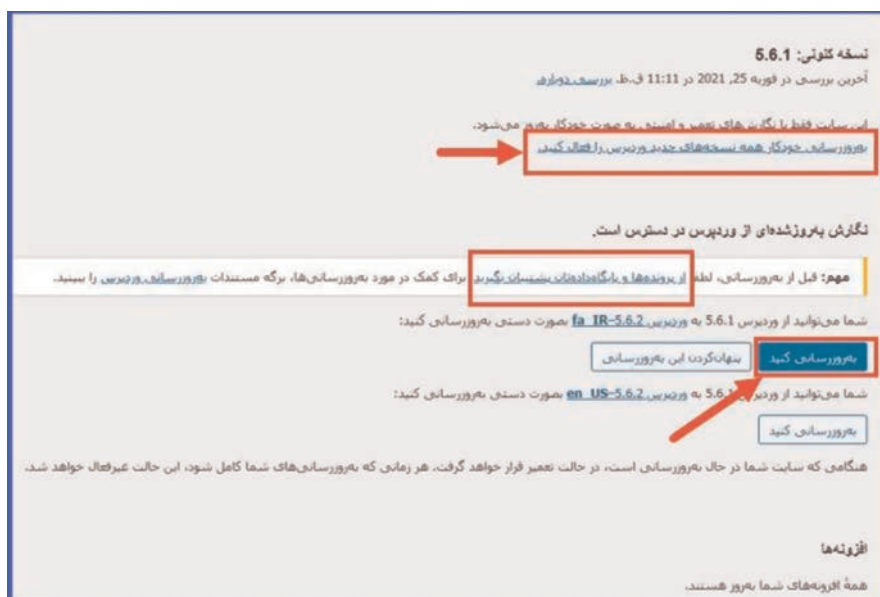 نسخه کنونی: 5.6.1
آخرین بررسی در فوریه 25, 2021 در 11:11 ق.ظ. بررسی دوباره.
این سایت فقط با نگارش‌های تعمیر و امنیتی به صورت خودکار به‌روز می‌شود.
به‌روزرسانی خودکار همه نسخه‌های جدید وردپرس را فعال کنید.
نگارش به‌روزشده‌ای از وردپرس در دسترس است.
مهم: قبل از به‌روزرسانی، لطفا از پرونده‌ها و پایگاه‌داده‌تان پشتیبان بگیرید. برای کمک در مورد به‌روزرسانی‌ها، برگه مستندات به‌روزرسانی وردپرس را ببینید.
شما می‌توانید از وردپرس 5.6.1 به وردپرس 5.6.2–fa_IR بصورت دستی به‌روزرسانی کنید:
به‌روزرسانی کنید پنهان‌کردن این به‌روزرسانی
شما می‌توانید از وردپرس 5.6.1 به وردپرس 5.6.2–en_US بصورت دستی به‌روزرسانی کنید:
به‌روزرسانی کنید
هنگامی که سایت شما در حال به‌روزرسانی است، در حالت تعمیر قرار خواهد گرفت. هر زمانی که به‌روزرسانی‌های شما کامل شود، این حالت غیرفعال خواهد شد.
افزونه‌ها
همهٔ افزونه‌های شما به‌روز هستند.